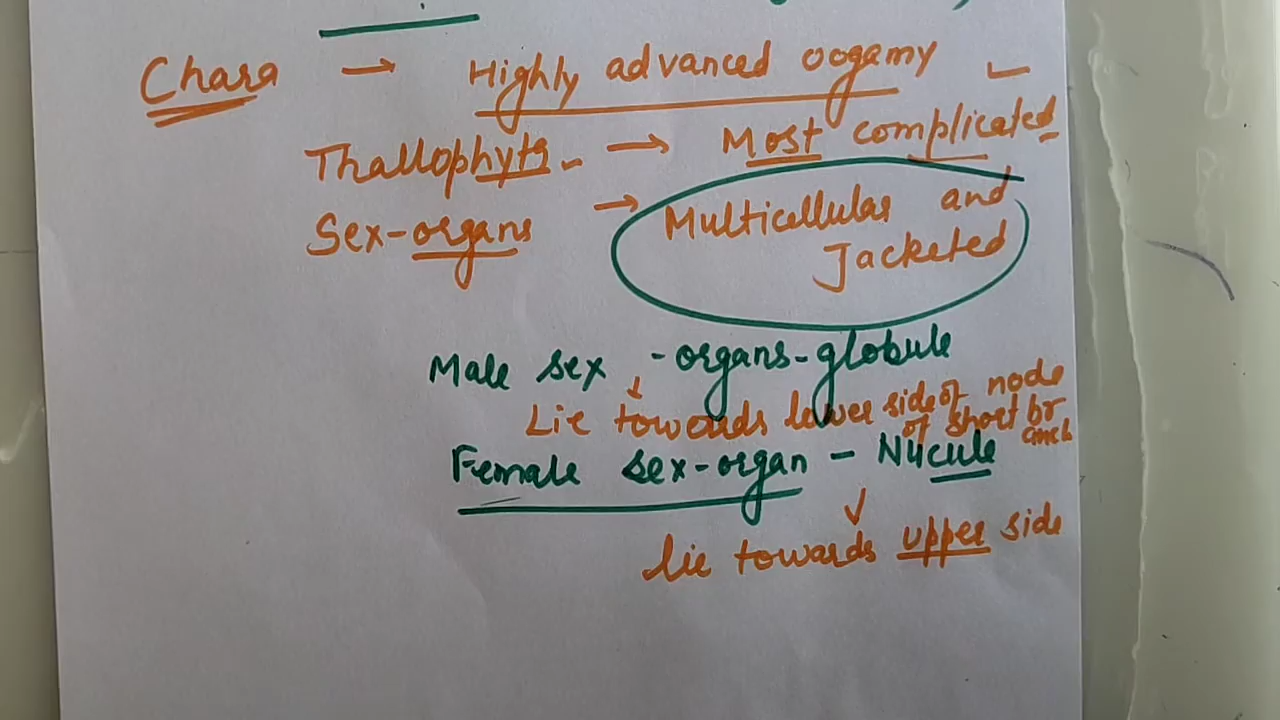 Chara → Highly advanced oogamy
Thallophyts → Most complicated
Sex-organs → Multicellular and
Jacketed
Male sex - organs - globule
Lie towards lower side of node
of short br
anch
Female sex-organ - Nucule
lie towards upper side